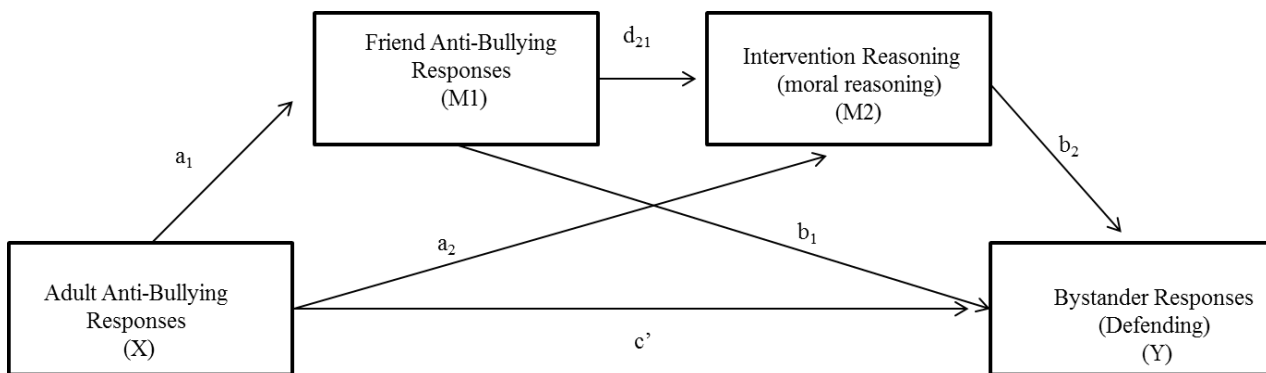 Friend Anti-Bullying
Responses
(M1)
d21
Intervention Reasoning
(moral reasoning)
(M2)
a1
b2
a2
b1
Adult Anti-Bullying
Responses
(X)
c’
Bystander Responses
(Defending)
(Y)